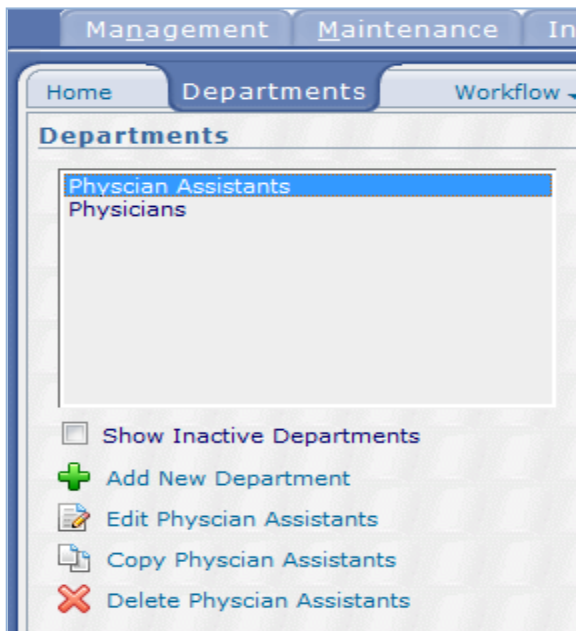 Management Maintenance In
Home Departments Workflow
Departments
Physcian Assistants
Physicians
Show Inactive Departments
Add New Department
Edit Physcian Assistants
Copy Physcian Assistants
Delete Physcian Assistants